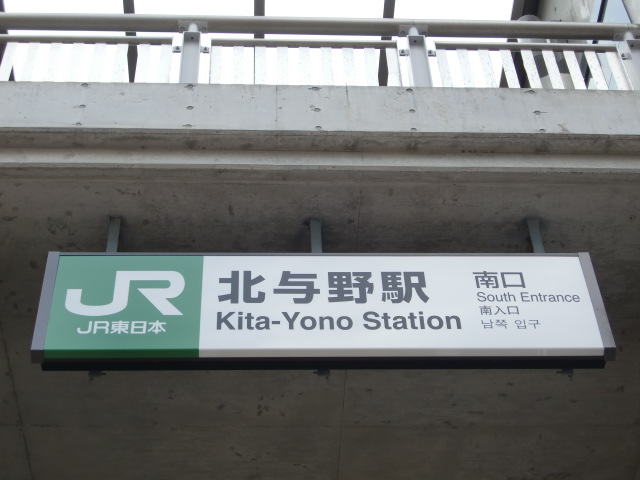 JR
JR東日本
北与野駅
Kita-Yono Station
南口
South Entrance
南入口
남쪽 입구